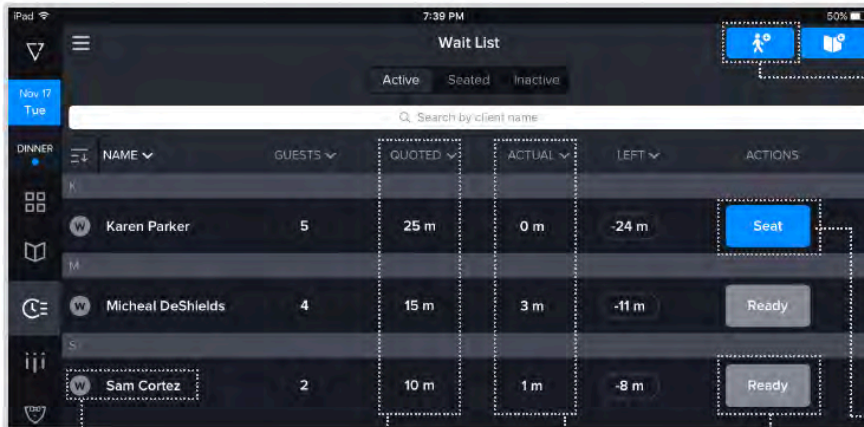 iPad 7:39 PM 50%
Wait List
Active Seated Inactive
Nov 17
Tue
Search by client name
DINNER
NAME GUESTS QUOTED ACTUAL LEFT ACTIONS
K
W Karen Parker 5 25 m 0 m -24 m Seat
M
W Micheal DeShields 4 15 m 3 m -11 m Ready
S
W Sam Cortez 2 10 m 1 m -8 m Ready